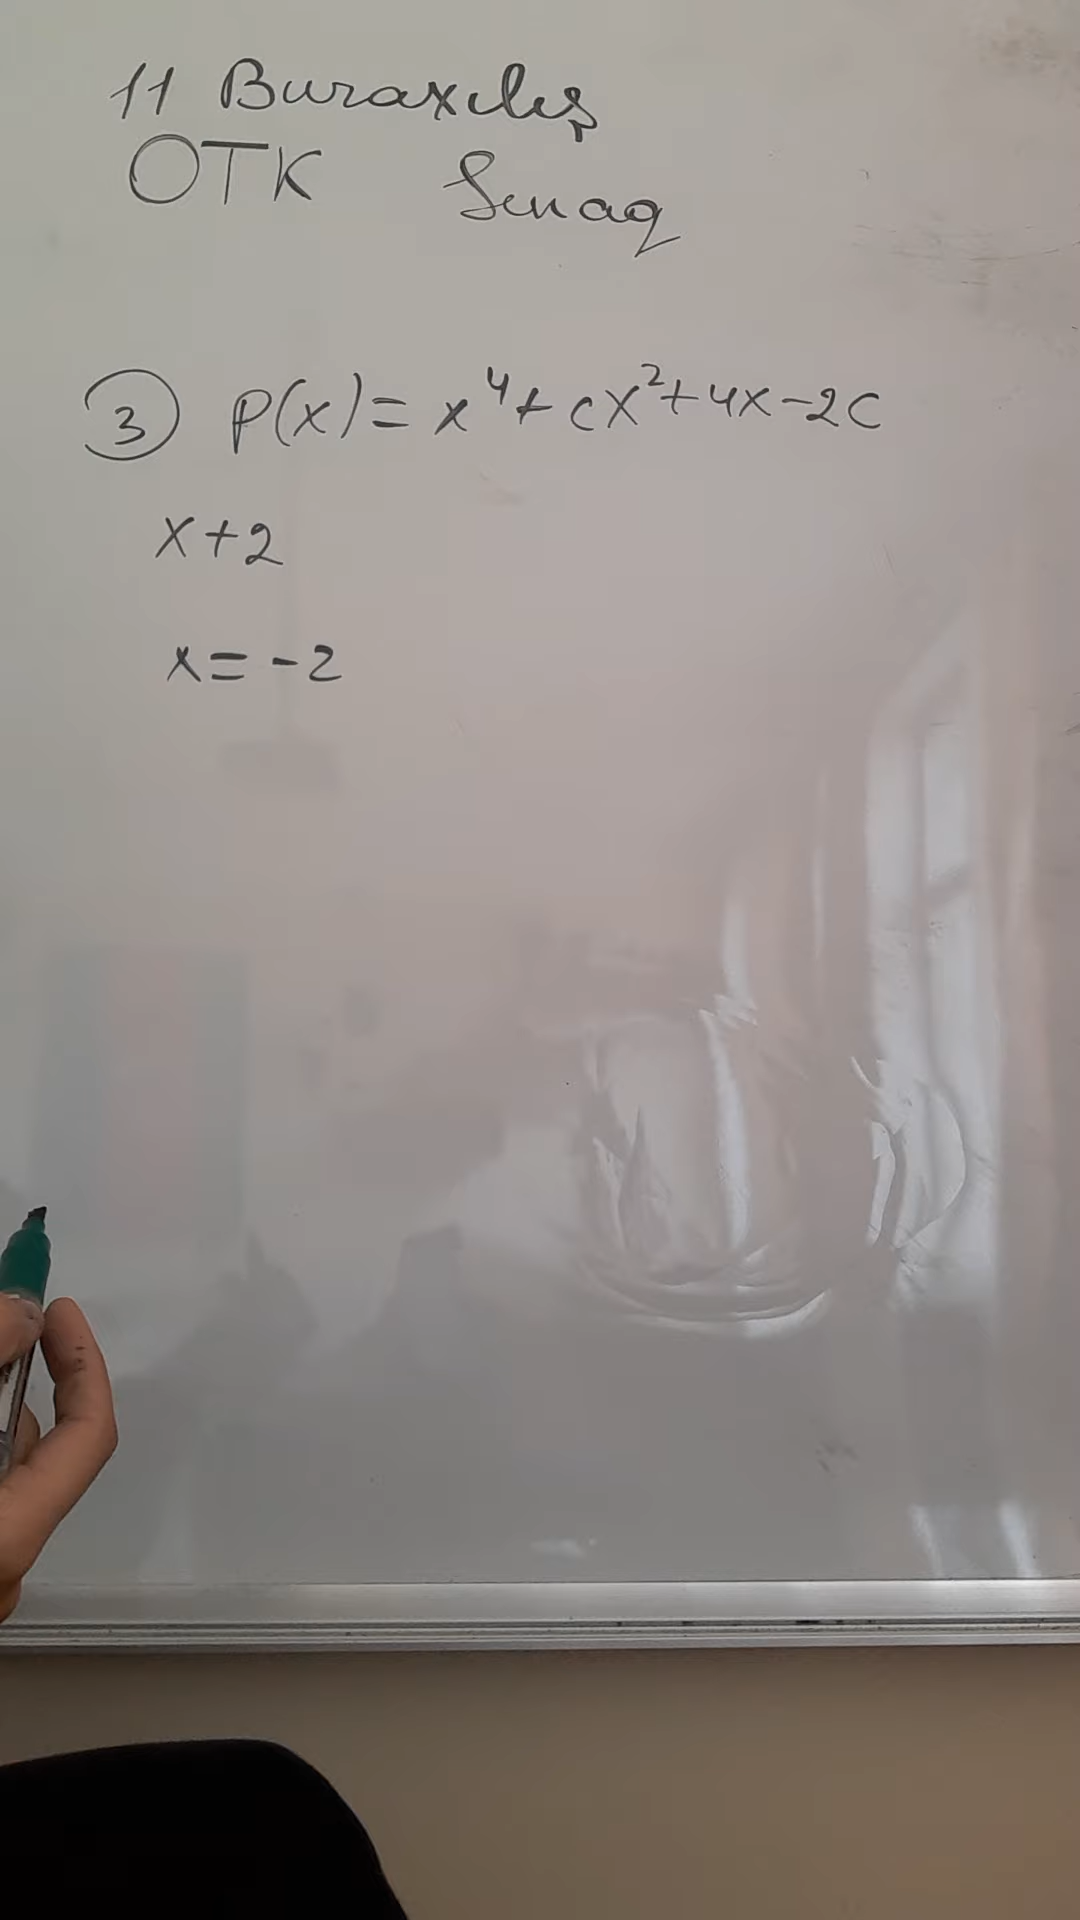 11 Buraxılış
OTK Sınaq
3 P(x)= x⁴+cx²+4x-2c
x+2
x=-2